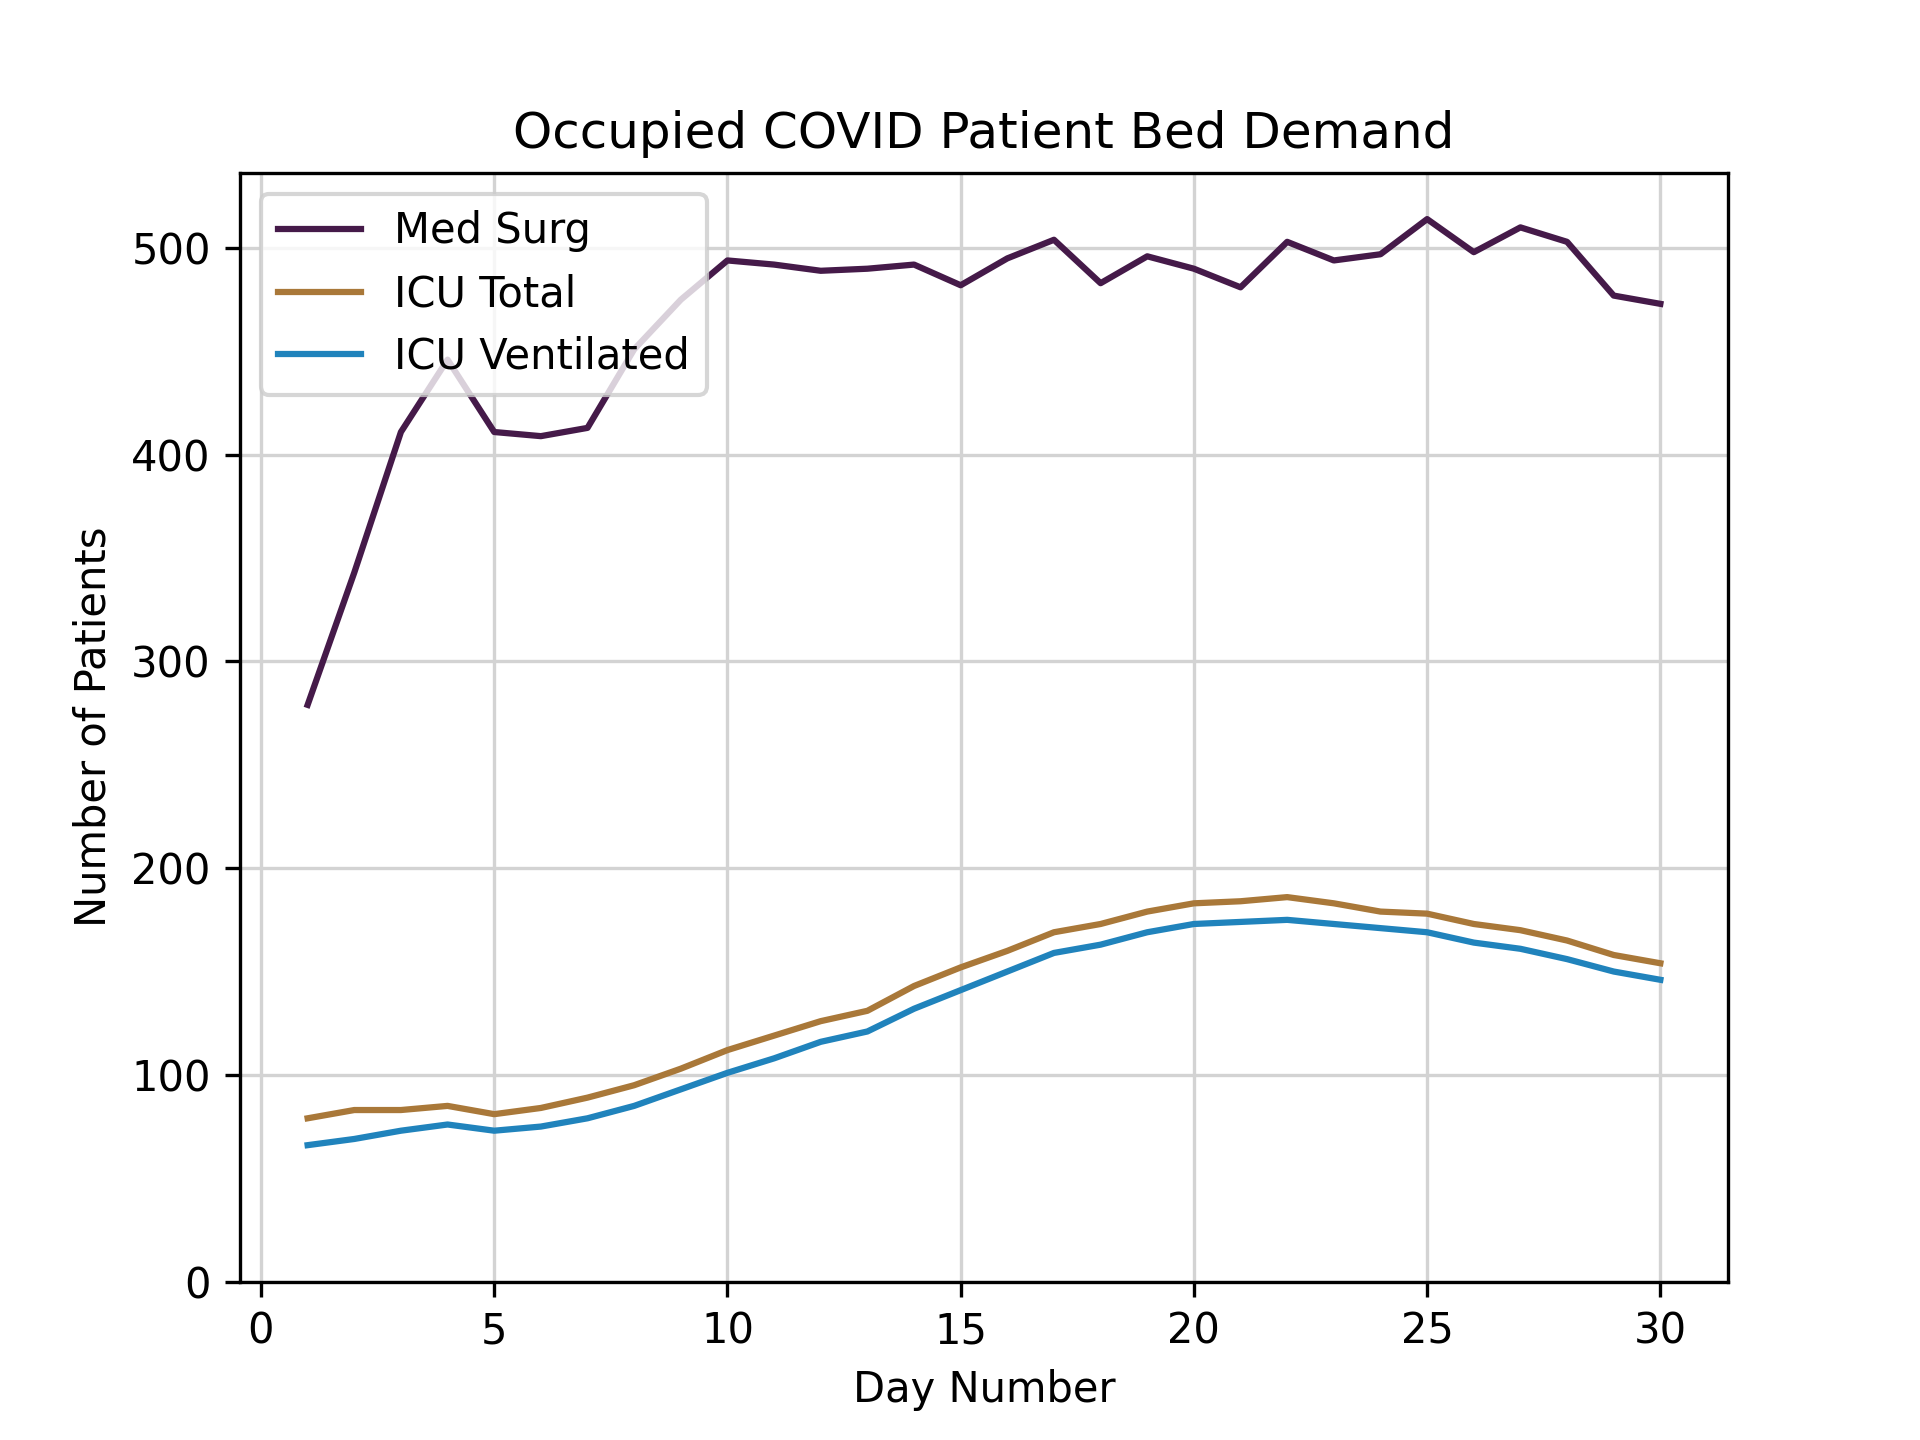 Occupied COVID Patient Bed Demand
Med Surg
ICU Total
ICU Ventilated
500
400
300
200
100
0
Number of Patients
0 5 10 15 20 25 30
Day Number